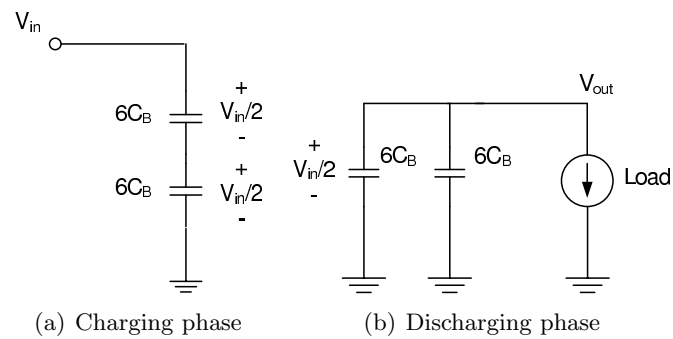 V_in
6C_B
+
V_in/2
-
6C_B
+
V_in/2
-
(a) Charging phase
V_out
+
V_in/2
-
6C_B
6C_B
Load
(b) Discharging phase